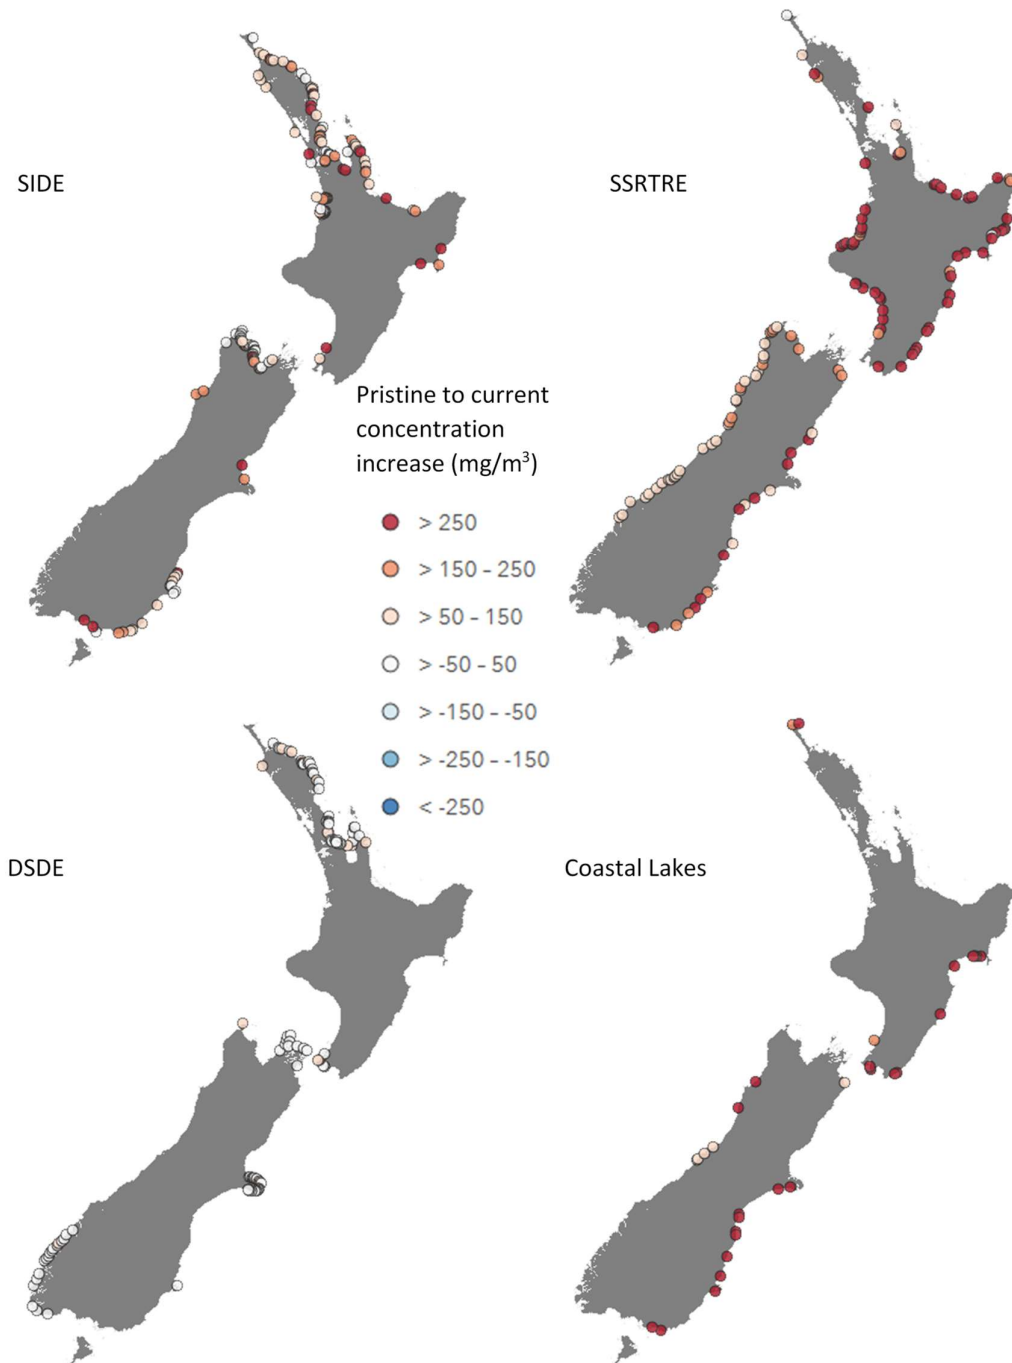 SIDE
SSRTRE
Pristine to current
concentration
increase (mg/m³)
> 250
> 150 - 250
> 50 - 150
> -50 - 50
> -150 - -50
> -250 - -150
< -250
DSDE
Coastal Lakes